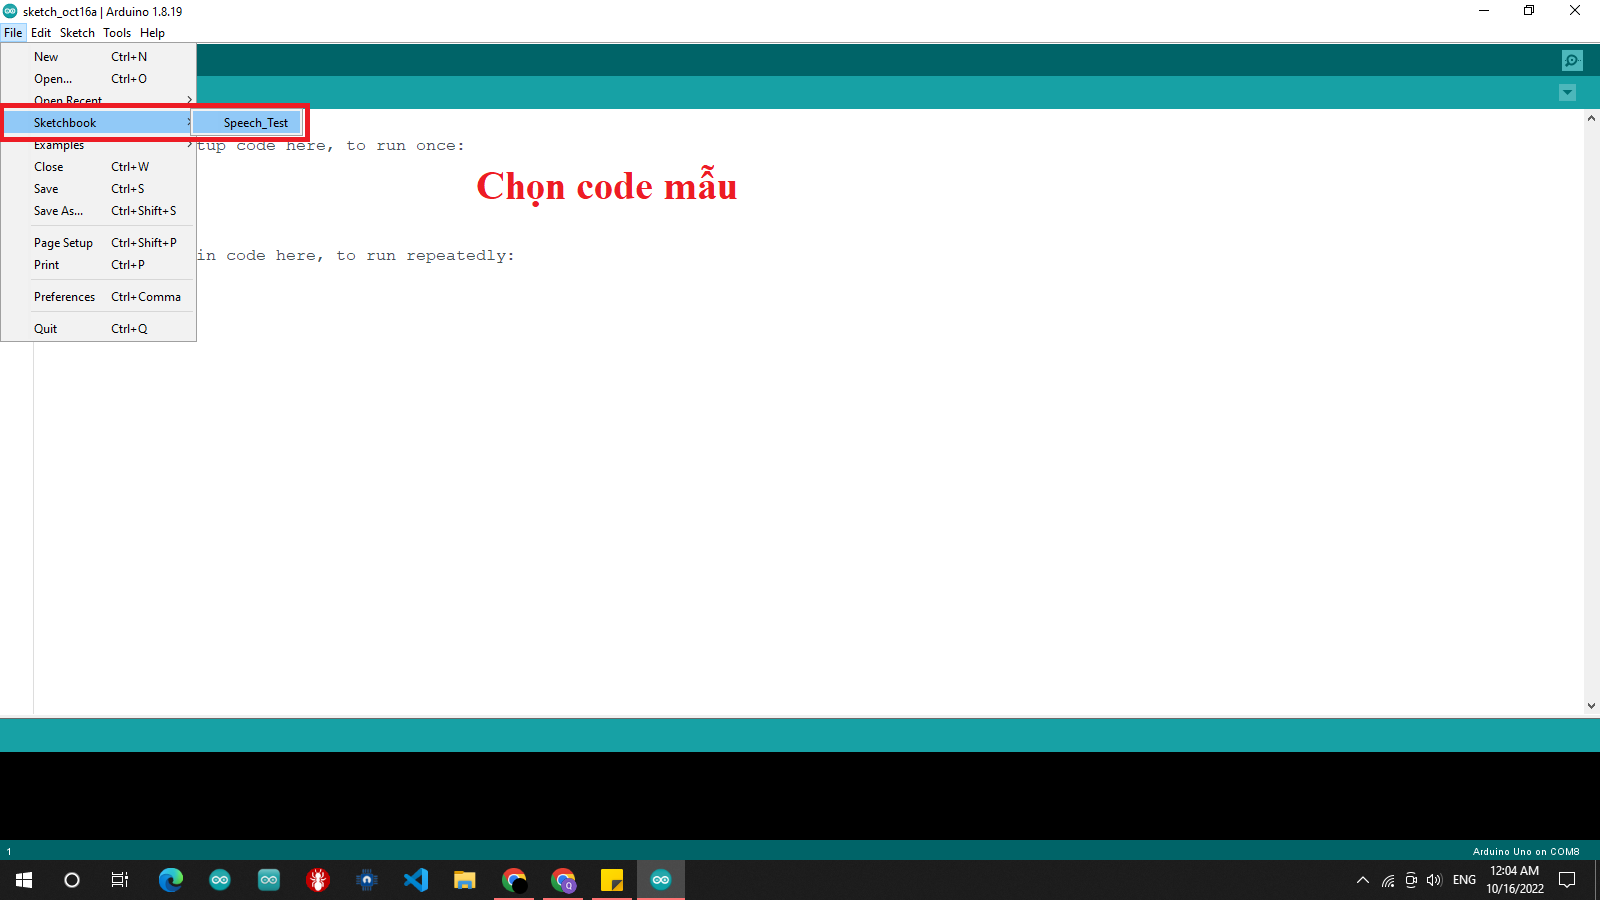 sketch_oct16a | Arduino 1.8.19
File Edit Sketch Tools Help
New Ctrl+N
Open... Ctrl+O
Open Recent
Sketchbook
Speech_Test
Examples
Close Ctrl+W
Save Ctrl+S
Save As... Ctrl+Shift+S
Page Setup Ctrl+Shift+P
Print Ctrl+P
Preferences Ctrl+Comma
Quit Ctrl+Q
tup code here, to run once:
Chọn code mẫu
in code here, to run repeatedly:
1
Arduino Uno on COM8
Q
ENG
12:04 AM
10/16/2022